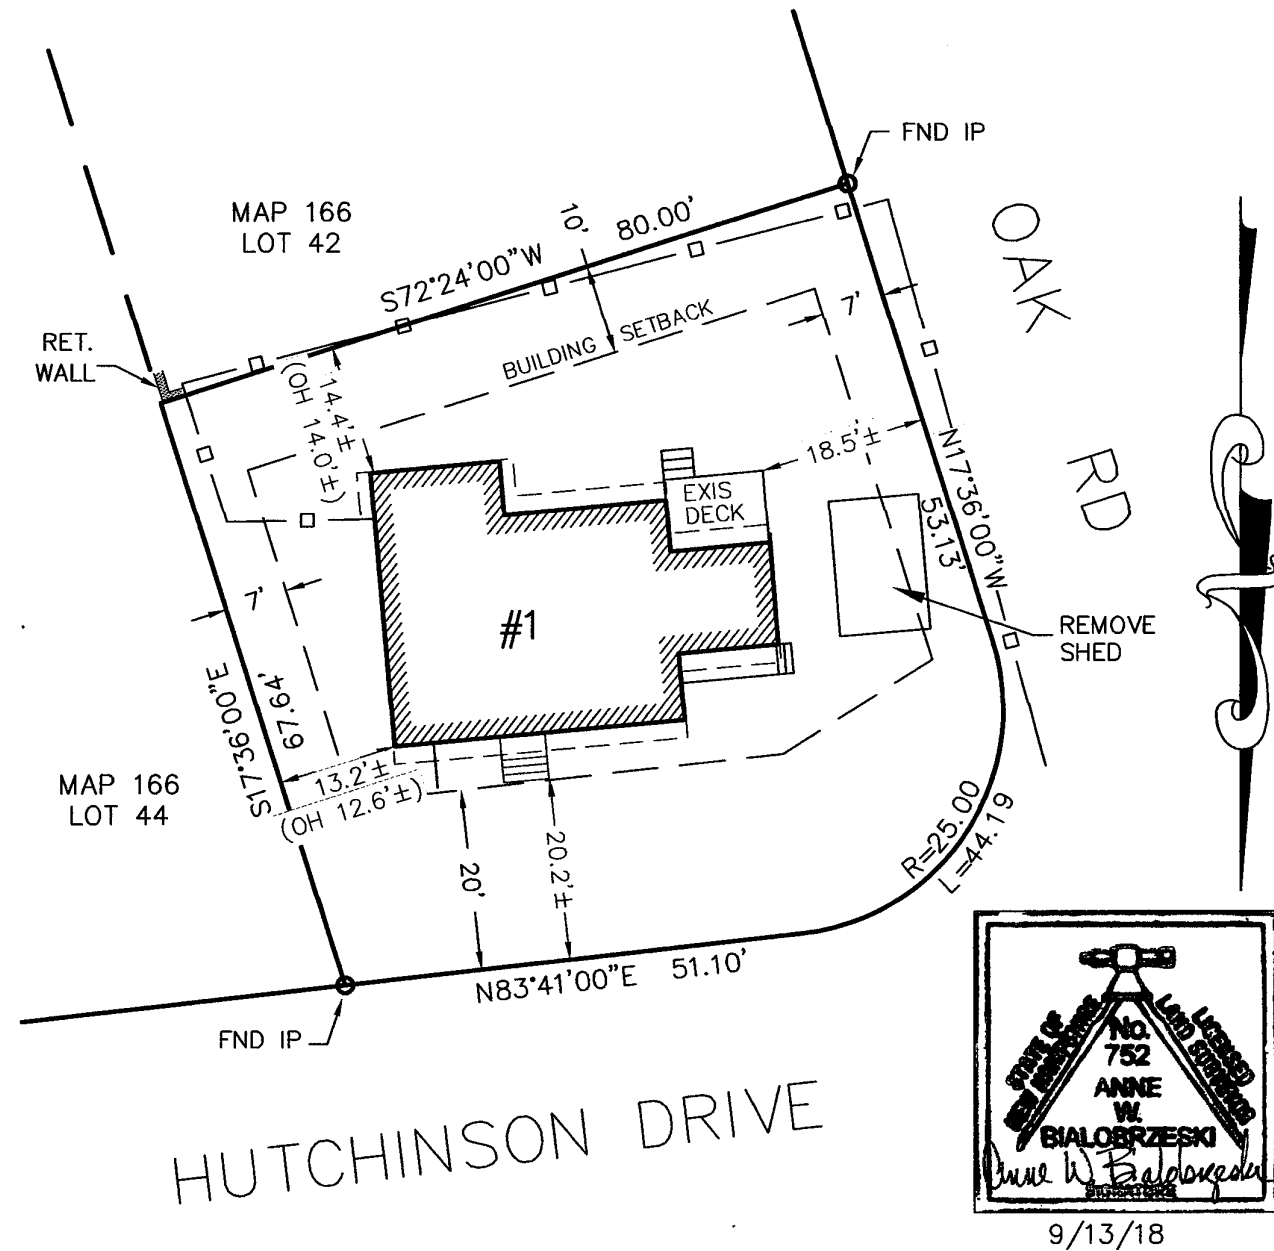 FND IP
MAP 166
LOT 42
10'
80.00'
S72°24'00"W
OAK RD
RET.
WALL
BUILDING SETBACK
7'
14.4'±
(OH 14.0'±)
18.5'±
N17°36'00"W
53.13'
EXIS
DECK
7'
#1
REMOVE
SHED
S17°36'00"E
67.64'
MAP 166
LOT 44
13.2'±
(OH 12.6'±)
20'
20.2'±
R=25.00
L=44.19
N83°41'00"E 51.10'
FND IP
HUTCHINSON DRIVE
STATE OF
NEW HAMPSHIRE
LICENSED
LAND SURVEYOR
No.
752
ANNE
W.
BIALOBRZESKI
Anne W. Bialobrzeski
SIGNATURE
9/13/18